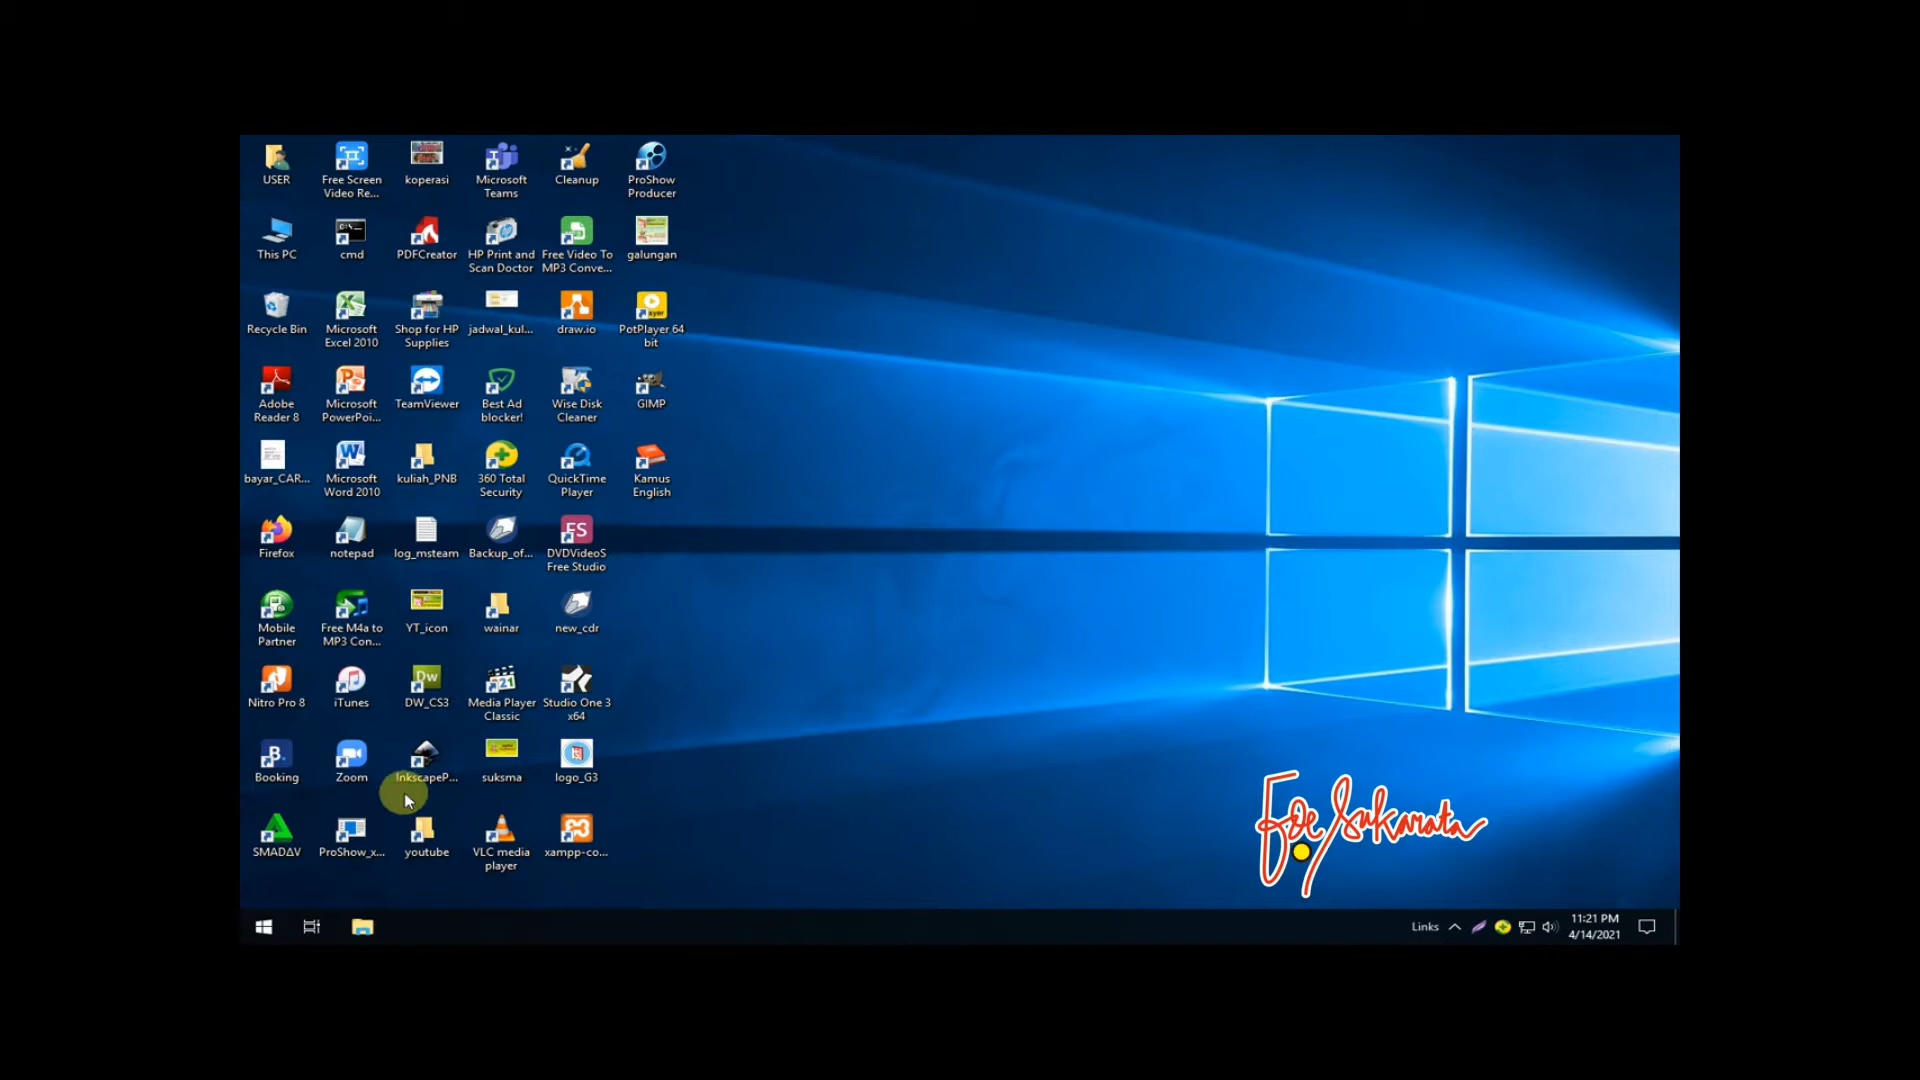 USER
Free Screen
Video Re...
koperasi
Microsoft
Teams
Cleanup
ProShow
Producer
This PC
cmd
PDFCreator
HP Print and
Scan Doctor
Free Video To
MP3 Conve...
galungan
Recycle Bin
Microsoft
Excel 2010
Shop for HP
Supplies
jadwal_kul...
draw.io
PotPlayer 64
bit
Adobe
Reader 8
Microsoft
PowerPoi...
TeamViewer
Best Ad
blocker!
Wise Disk
Cleaner
GIMP
bayar_CAR...
Microsoft
Word 2010
kuliah_PNB
360 Total
Security
QuickTime
Player
Kamus
English
Firefox
notepad
log_msteam
Backup_of...
DVDVideoS
Free Studio
Mobile
Partner
Free M4a to
MP3 Con...
YT_icon
wainar
new_cdr
Nitro Pro 8
iTunes
DW_CS3
Media Player
Classic
Studio One 3
x64
Booking
Zoom
InkscapeP...
suksma
logo_G3
SMADΔV
ProShow_x...
youtube
VLC media
player
xampp-co...
Eoe Sukarata
Links
11:21 PM
4/14/2021